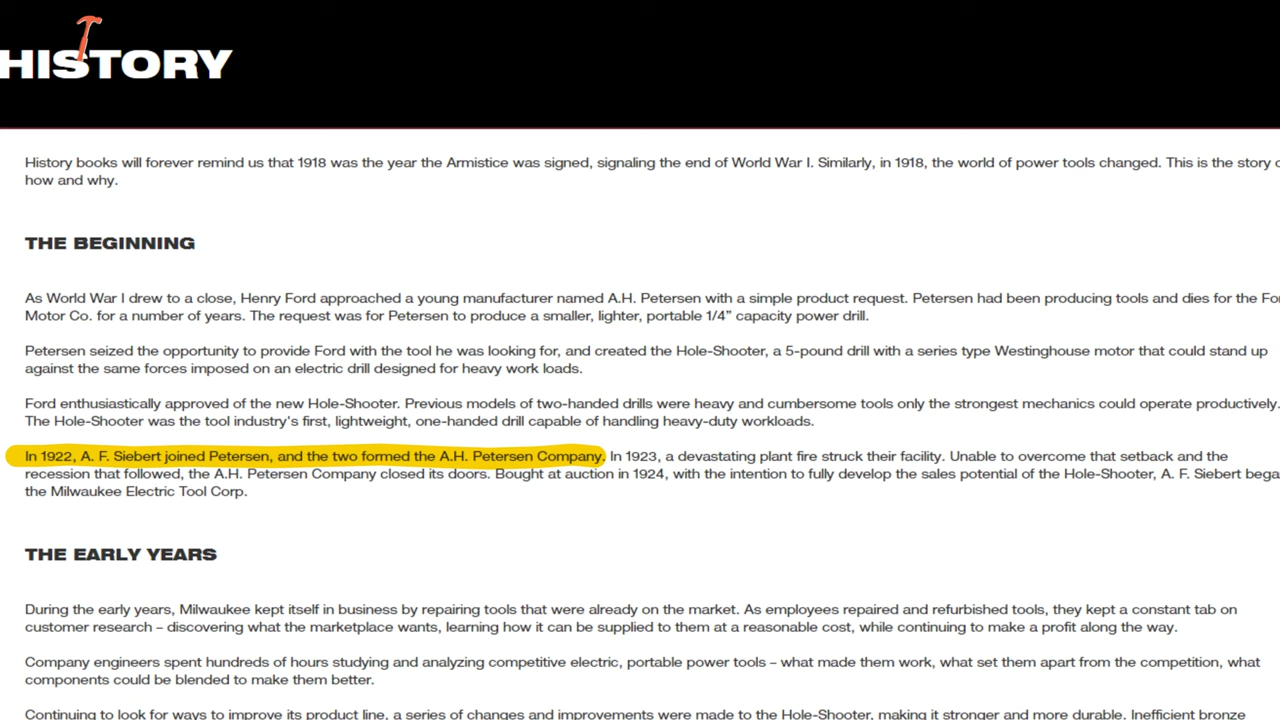 HISTORY
History books will forever remind us that 1918 was the year the Armistice was signed, signaling the end of World War I. Similarly, in 1918, the world of power tools changed. This is the story
how and why.
THE BEGINNING
As World War I drew to a close, Henry Ford approached a young manufacturer named A.H. Petersen with a simple product request. Petersen had been producing tools and dies for the
Motor Co. for a number of years. The request was for Petersen to produce a smaller, lighter, portable 1/4” capacity power drill.
Petersen seized the opportunity to provide Ford with the tool he was looking for, and created the Hole-Shooter, a 5-pound drill with a series type Westinghouse motor that could stand up
against the same forces imposed on an electric drill designed for heavy work loads.
Ford enthusiastically approved of the new Hole-Shooter. Previous models of two-handed drills were heavy and cumbersome tools only the strongest mechanics could operate productively.
The Hole-Shooter was the tool industry's first, lightweight, one-handed drill capable of handling heavy-duty workloads.
In 1922, A. F. Siebert joined Petersen, and the two formed the A.H. Petersen Company. In 1923, a devastating plant fire struck their facility. Unable to overcome that setback and the
recession that followed, the A.H. Petersen Company closed its doors. Bought at auction in 1924, with the intention to fully develop the sales potential of the Hole-Shooter, A. F. Siebert
the Milwaukee Electric Tool Corp.
THE EARLY YEARS
During the early years, Milwaukee kept itself in business by repairing tools that were already on the market. As employees repaired and refurbished tools, they kept a constant tab on
customer research – discovering what the marketplace wants, learning how it can be supplied to them at a reasonable cost, while continuing to make a profit along the way.
Company engineers spent hundreds of hours studying and analyzing competitive electric, portable power tools – what made them work, what set them apart from the competition, what
components could be blended to make them better.
Continuing to look for ways to improve its product line, a series of changes and improvements were made to the Hole-Shooter, making it stronger and more durable. Inefficient bronze